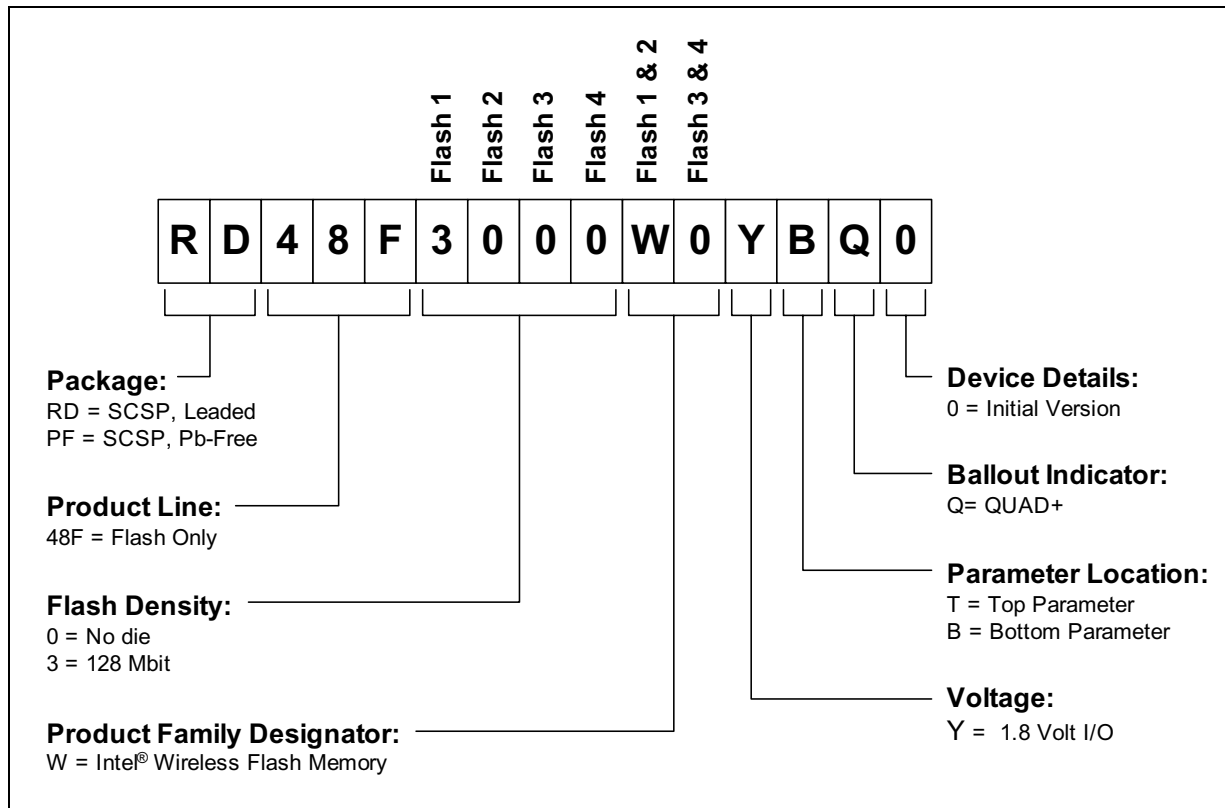 Flash 1
Flash 2
Flash 3
Flash 4
Flash 1 & 2
Flash 3 & 4
R D 4 8 F 3 0 0 0 W 0 Y B Q 0
Package:
RD = SCSP, Leaded
PF = SCSP, Pb-Free
Product Line:
48F = Flash Only
Flash Density:
0 = No die
3 = 128 Mbit
Product Family Designator:
W = Intel® Wireless Flash Memory
Device Details:
0 = Initial Version
Ballout Indicator:
Q= QUAD+
Parameter Location:
T = Top Parameter
B = Bottom Parameter
Voltage:
Y = 1.8 Volt I/O